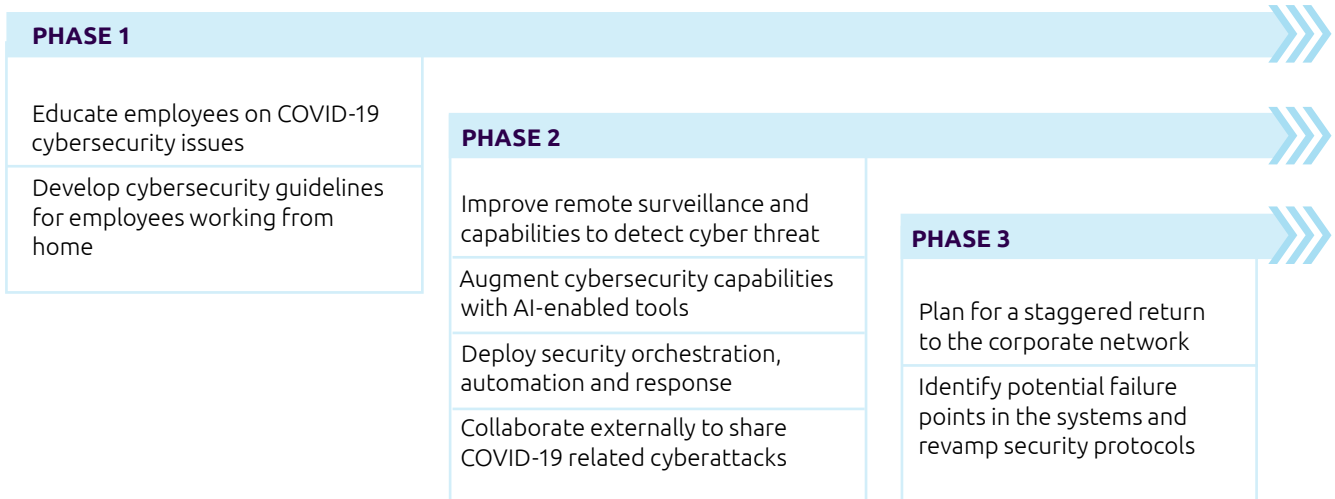 PHASE 1
Educate employees on COVID-19
cybersecurity issues
Develop cybersecurity guidelines
for employees working from
home
PHASE 2
Improve remote surveillance and
capabilities to detect cyber threat
Augment cybersecurity capabilities
with AI-enabled tools
Deploy security orchestration,
automation and response
Collaborate externally to share
COVID-19 related cyberattacks
PHASE 3
Plan for a staggered return
to the corporate network
Identify potential failure
points in the systems and
revamp security protocols